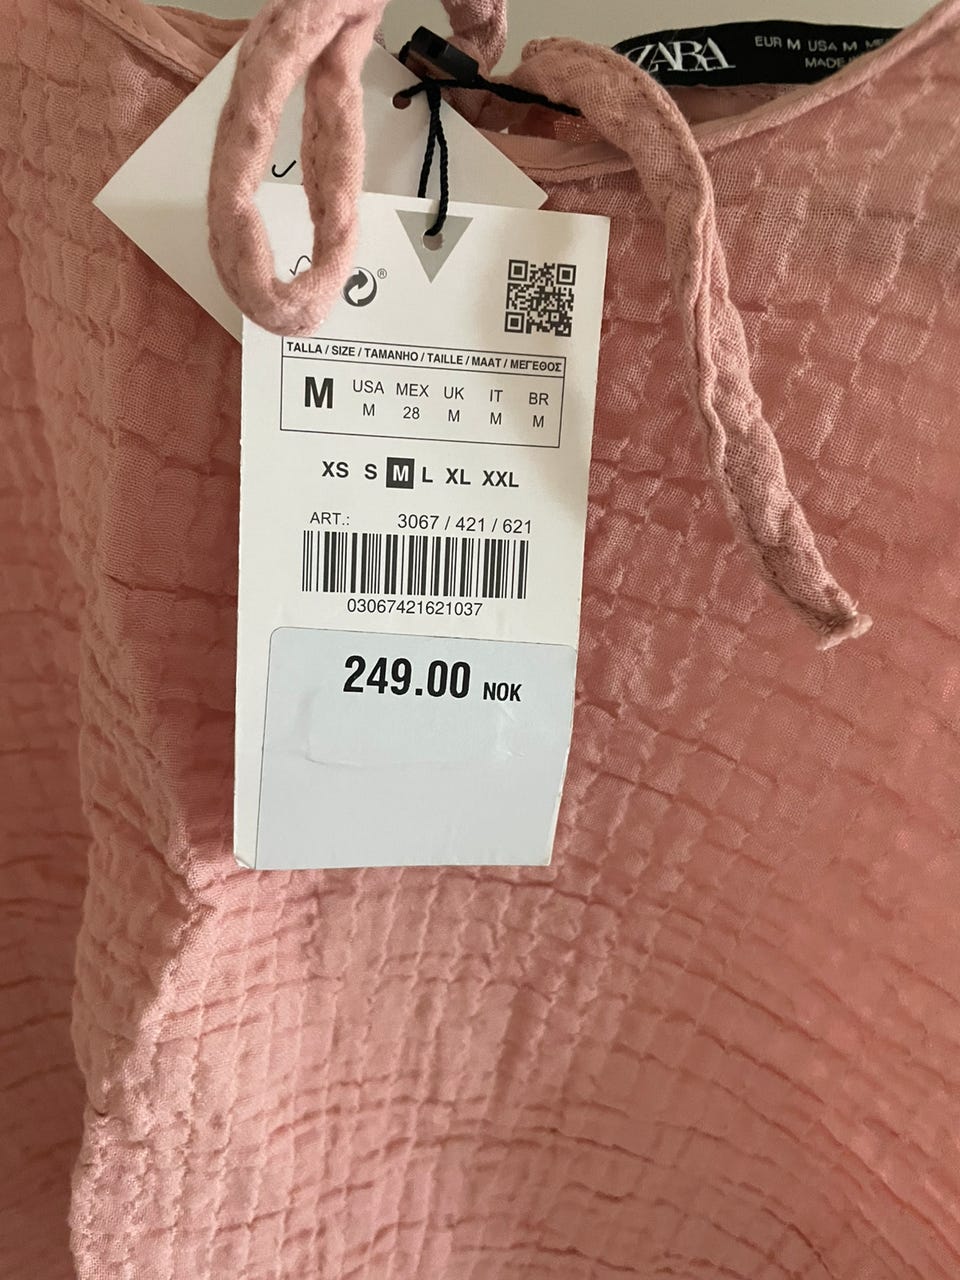 ZARA
EUR M USA M
MADE
®
TALLA / SIZE / TAMANHO / TAILLE / MAAT / ΜΕΓΕΘΟΣ
M USA MEX UK IT BR
M 28 M M M
XS S M L XL XXL
ART.: 3067 / 421 / 621
03067421621037
249.00 NOK